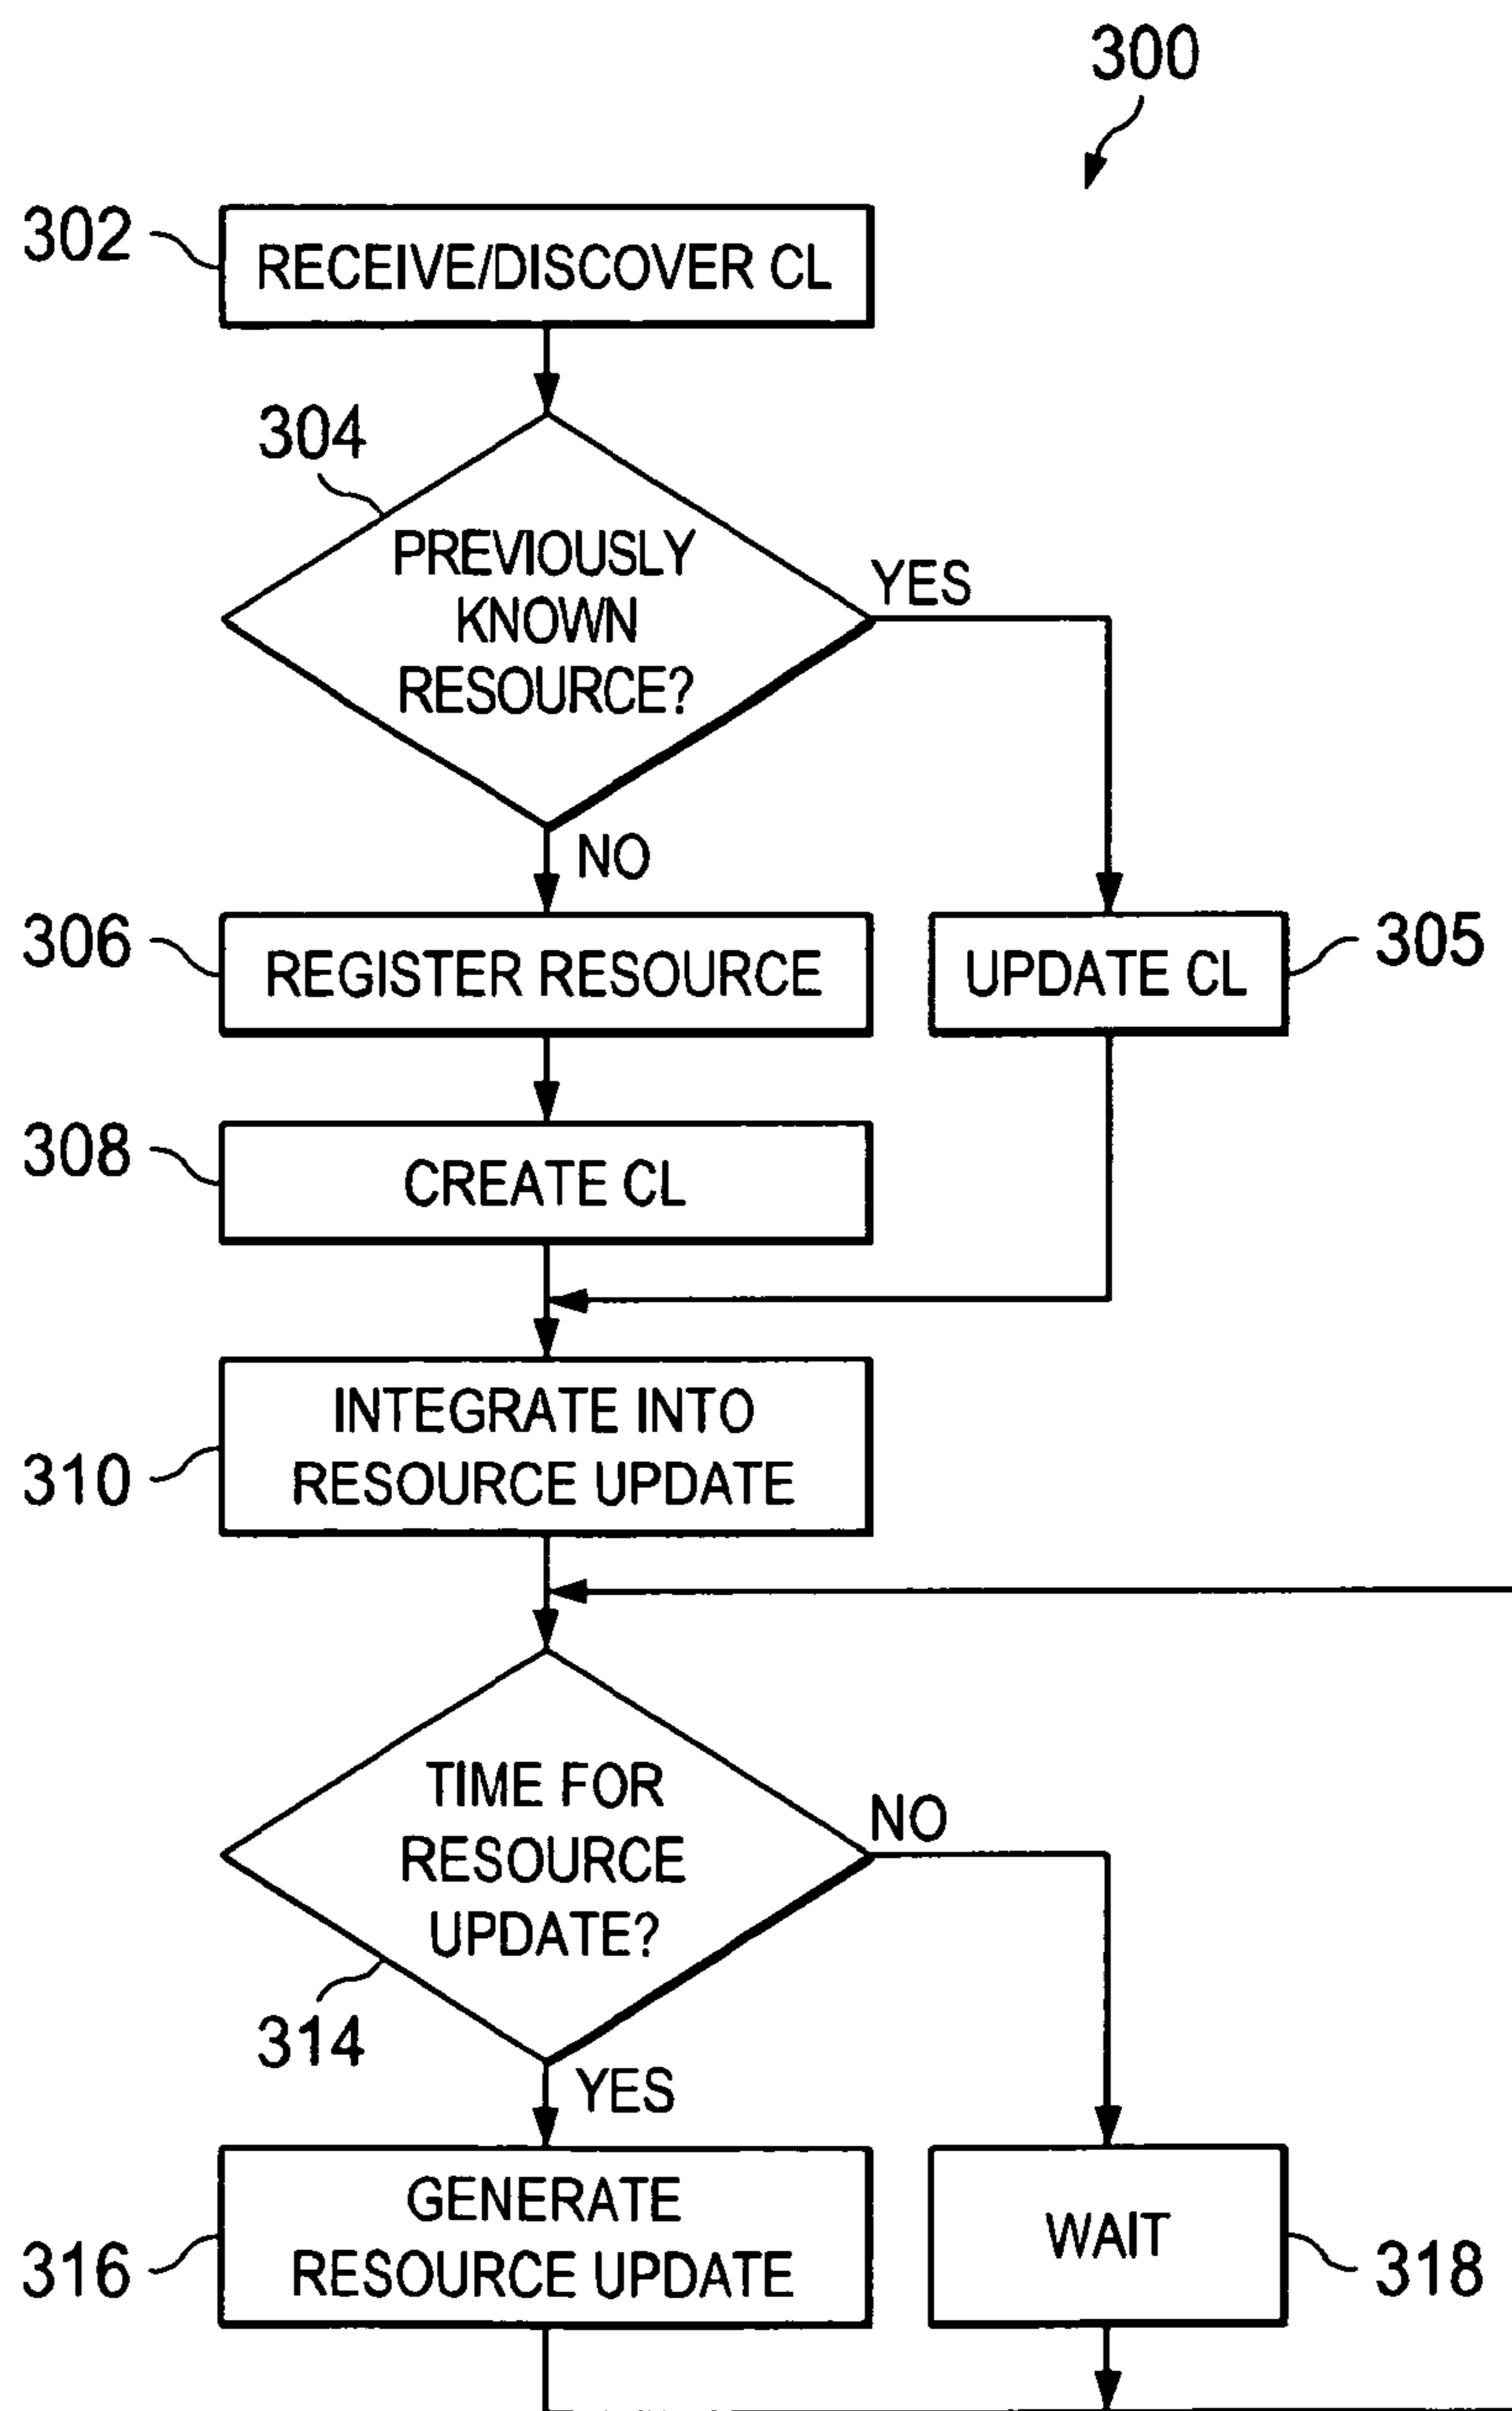 300
302
RECEIVE/DISCOVER CL
304
PREVIOUSLY
KNOWN
RESOURCE?
YES
NO
306
REGISTER RESOURCE
UPDATE CL
305
308
CREATE CL
INTEGRATE INTO
RESOURCE UPDATE
310
TIME FOR
RESOURCE
UPDATE?
NO
314
YES
GENERATE
RESOURCE UPDATE
316
WAIT
318